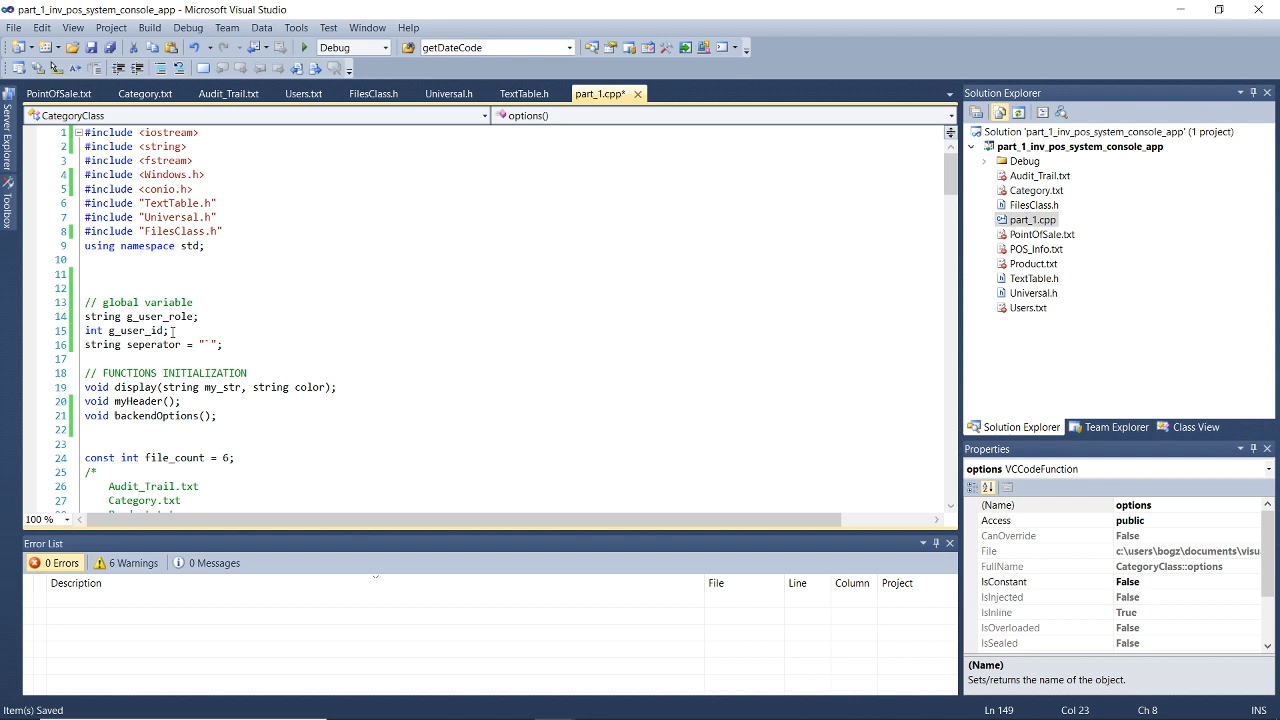 part_1_inv_pos_system_console_app - Microsoft Visual Studio
File Edit View Project Build Debug Team Data Tools Test Window Help
Debug getDateCode
PointOfSale.txt Category.txt Audit_Trail.txt Users.txt FilesClass.h Universal.h TextTable.h part_1.cpp*
CategoryClass options()
Server Explorer
Toolbox
1 #include <iostream>
2 #include <string>
3 #include <fstream>
4 #include <Windows.h>
5 #include <conio.h>
6 #include "TextTable.h"
7 #include "Universal.h"
8 #include "FilesClass.h"
9 using namespace std;
10
11
12
13 // global variable
14 string g_user_role;
15 int g_user_id;
16 string seperator = "`";
17
18 // FUNCTIONS INITIALIZATION
19 void display(string my_str, string color);
20 void myHeader();
21 void backendOptions();
22
23
24 const int file_count = 6;
25 /*
26 Audit_Trail.txt
27 Category.txt
100 %
Solution Explorer
Solution 'part_1_inv_pos_system_console_app' (1 project)
part_1_inv_pos_system_console_app
Debug
Audit_Trail.txt
Category.txt
FilesClass.h
part_1.cpp
PointOfSale.txt
POS_Info.txt
Product.txt
TextTable.h
Universal.h
Users.txt
Solution Explorer Team Explorer Class View
Properties
options VCCodeFunction
(Name) options
Access public
CanOverride False
File c:\users\bogz\documents\visu
FullName CategoryClass::options
IsConstant False
IsInjected False
IsInline True
IsOverloaded False
IsSealed False
(Name)
Sets/returns the name of the object.
Error List
0 Errors 6 Warnings 0 Messages
Description File Line Column Project
Item(s) Saved Ln 149 Col 23 Ch 8 INS